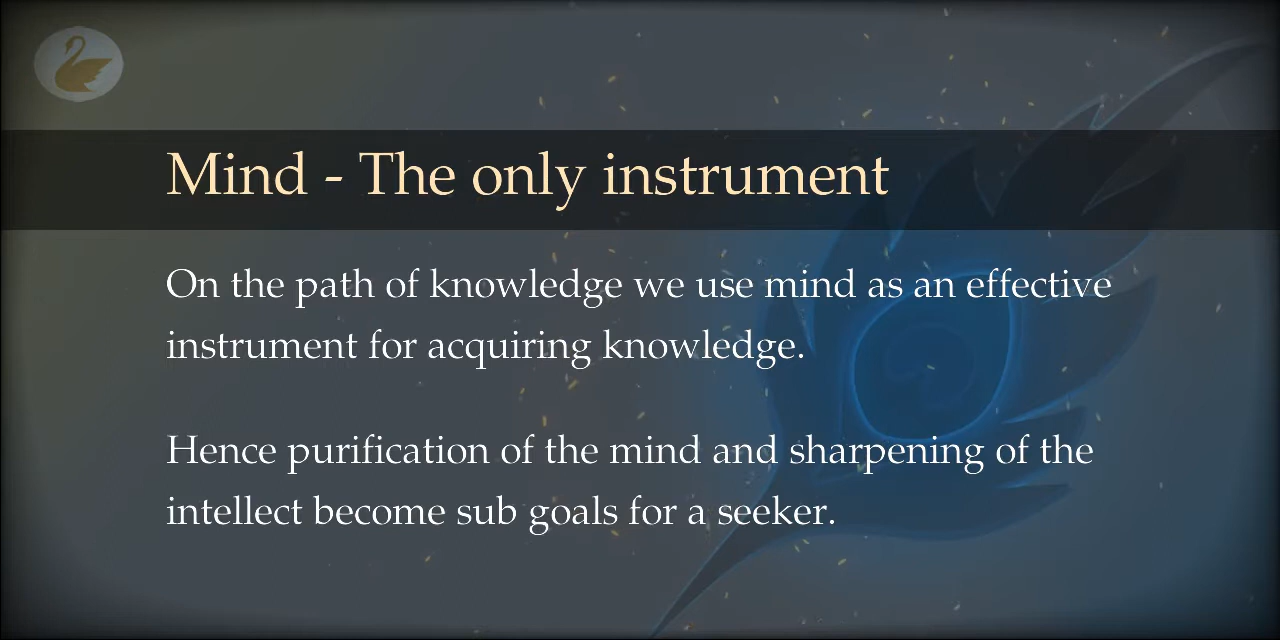 Mind - The only instrument
On the path of knowledge we use mind as an effective
instrument for acquiring knowledge.
Hence purification of the mind and sharpening of the
intellect become sub goals for a seeker.